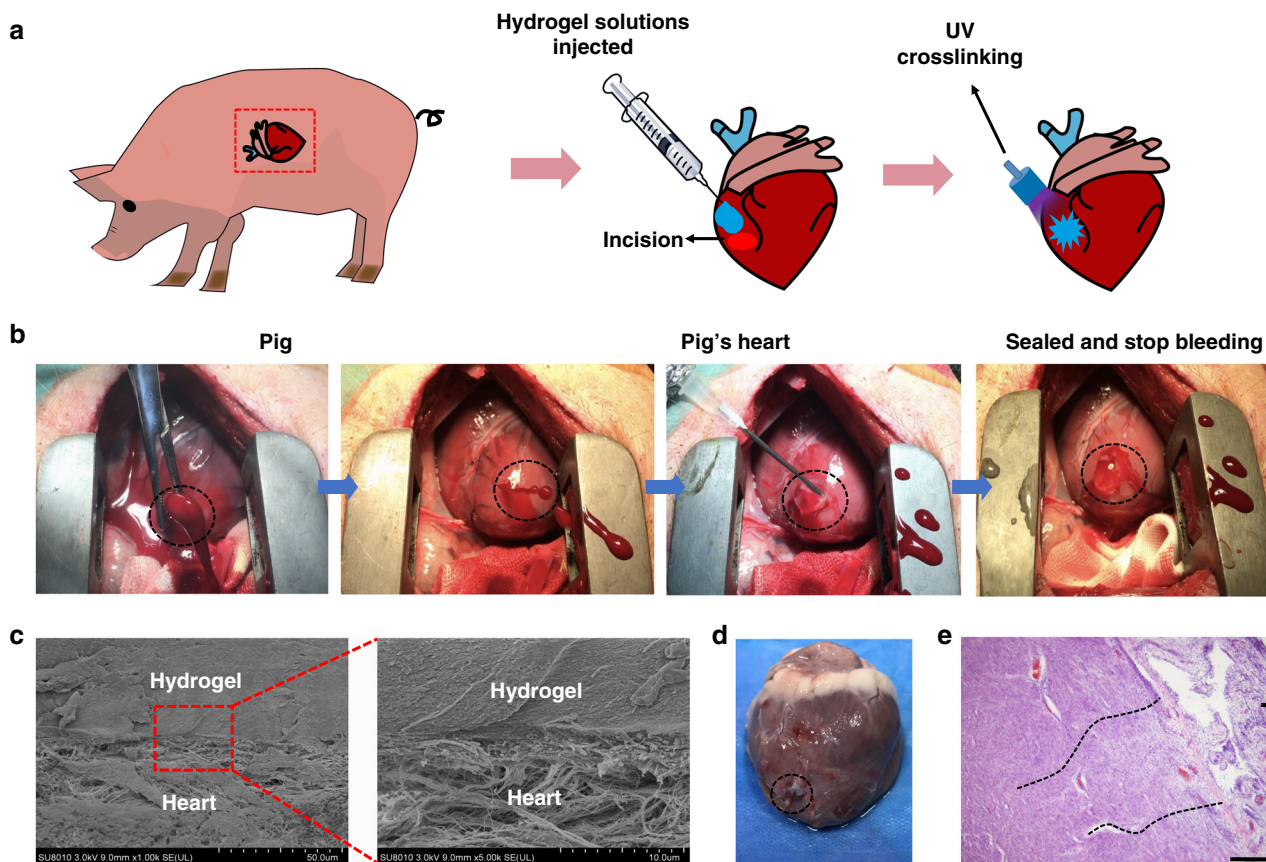 a
Hydrogel solutions
injected
UV
crosslinking
Incision
b
Pig
Pig's heart
Sealed and stop bleeding
c
Hydrogel
Heart
SU8010 3.0kV 9.0mm x1.00k SE(UL)
50.0um
Hydrogel
Heart
SU8010 3.0kV 9.0mm x5.00k SE(UL)
10.0um
d
e